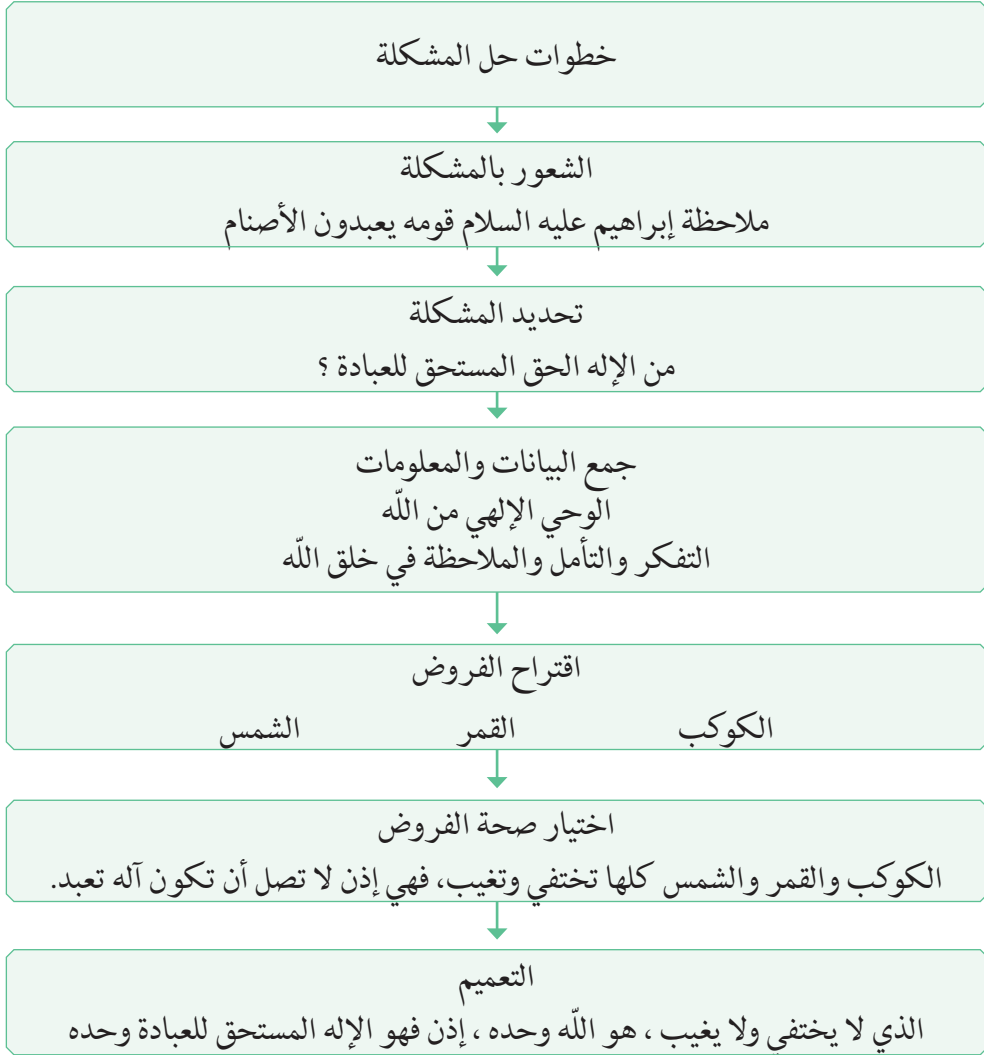 خطوات حل المشكلة
الشعور بالمشكلة
ملاحظة إبراهيم عليه السلام قومه يعبدون الأصنام
تحديد المشكلة
من الإله الحق المستحق للعبادة ؟
جمع البيانات والمعلومات
الوحي الإلهي من اللّه
التفكر والتأمل والملاحظة في خلق اللّه
اقتراح الفروض
الكوكب القمر الشمس
اختيار صحة الفروض
الكوكب والقمر والشمس كلها تختفي وتغيب، فهي إذن لا تصل أن تكون آله تعبد.
التعميم
الذي لا يختفي ولا يغيب ، هو اللّه وحده ، إذن فهو الإله المستحق للعبادة وحده